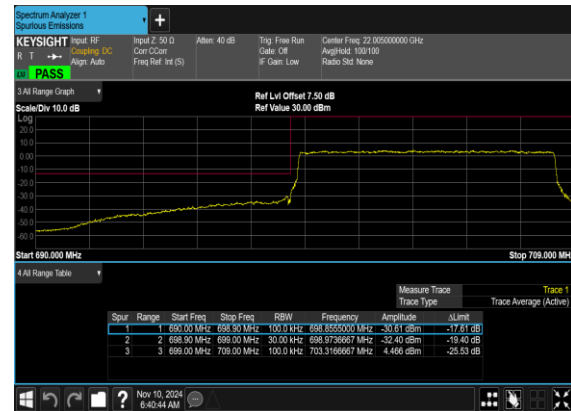 Spectrum Analyzer 1
Spurious Emissions
KEYSIGHT Input: RF Input Z: 50 Ω Atten: 40 dB Trig: Free Run Center Freq: 22.005000000 GHz
R T Coupling: DC Corr CCorr Gate: Off Avg|Hold: 100/100
Align: Auto Freq Ref: Int (S) IF Gain: Low Radio Std: None
LV PASS
3 All Range Graph
Ref Lvl Offset 7.50 dB
Scale/Div 10.0 dB Ref Value 30.00 dBm
Log
20.0
10.0
0.00
-10.0
-20.0
-30.0
-40.0
-50.0
-60.0
Start 690.000 MHz Stop 709.000 MH
4 All Range Table
Measure Trace Trace 1
Trace Type Trace Average (Active)
Spur Range Start Freq Stop Freq RBW Frequency Amplitude ΔLimit
1 1 690.00 MHz 698.90 MHz 100.0 kHz 698.8555000 MHz -30.61 dBm -17.61 dB
2 2 698.90 MHz 699.00 MHz 30.00 kHz 698.9736667 MHz -32.40 dBm -19.40 dB
3 3 699.00 MHz 709.00 MHz 100.0 kHz 703.3166667 MHz 4.466 dBm -25.53 dB
? Nov 10, 2024
6:40:44 AM